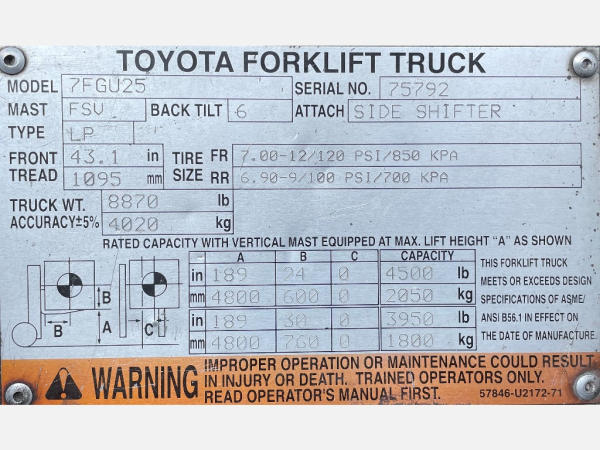 TOYOTA FORKLIFT TRUCK
MODEL 7FGU25 SERIAL NO. 75792
MAST FSV BACK TILT 6 ATTACH SIDE SHIFTER
TYPE LP
FRONT TREAD 43.1 in TIRE SIZE FR 7.00-12/120 PSI/850 KPA
1095 mm RR 6.90-9/100 PSI/700 KPA
TRUCK WT. 8870 lb
ACCURACY±5% 4020 kg
RATED CAPACITY WITH VERTICAL MAST EQUIPPED AT MAX. LIFT HEIGHT "A" AS SHOWN
A B C CAPACITY
in 189 24 0 4500 lb
mm 4800 600 0 2050 kg
in 189 30 0 3950 lb
mm 4800 760 0 1800 kg
B
B A C
THIS FORKLIFT TRUCK
MEETS OR EXCEEDS DESIGN
SPECIFICATIONS OF ASME/
ANSI B56.1 IN EFFECT ON
THE DATE OF MANUFACTURE.
WARNING
IMPROPER OPERATION OR MAINTENANCE COULD RESULT
IN INJURY OR DEATH. TRAINED OPERATORS ONLY.
READ OPERATOR'S MANUAL FIRST. 57846-U2172-71